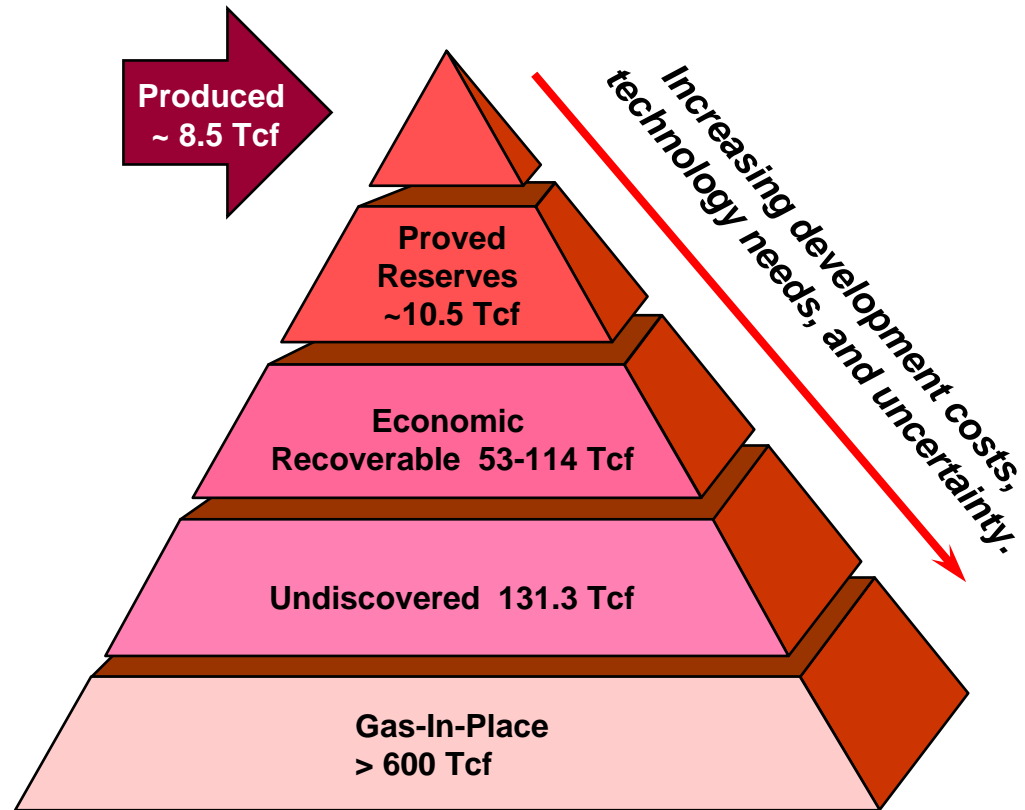 Produced
~ 8.5 Tcf
Increasing development costs,
technology needs, and uncertainty.
Proved
Reserves
~10.5 Tcf
Economic
Recoverable 53-114 Tcf
Undiscovered 131.3 Tcf
Gas-In-Place
> 600 Tcf